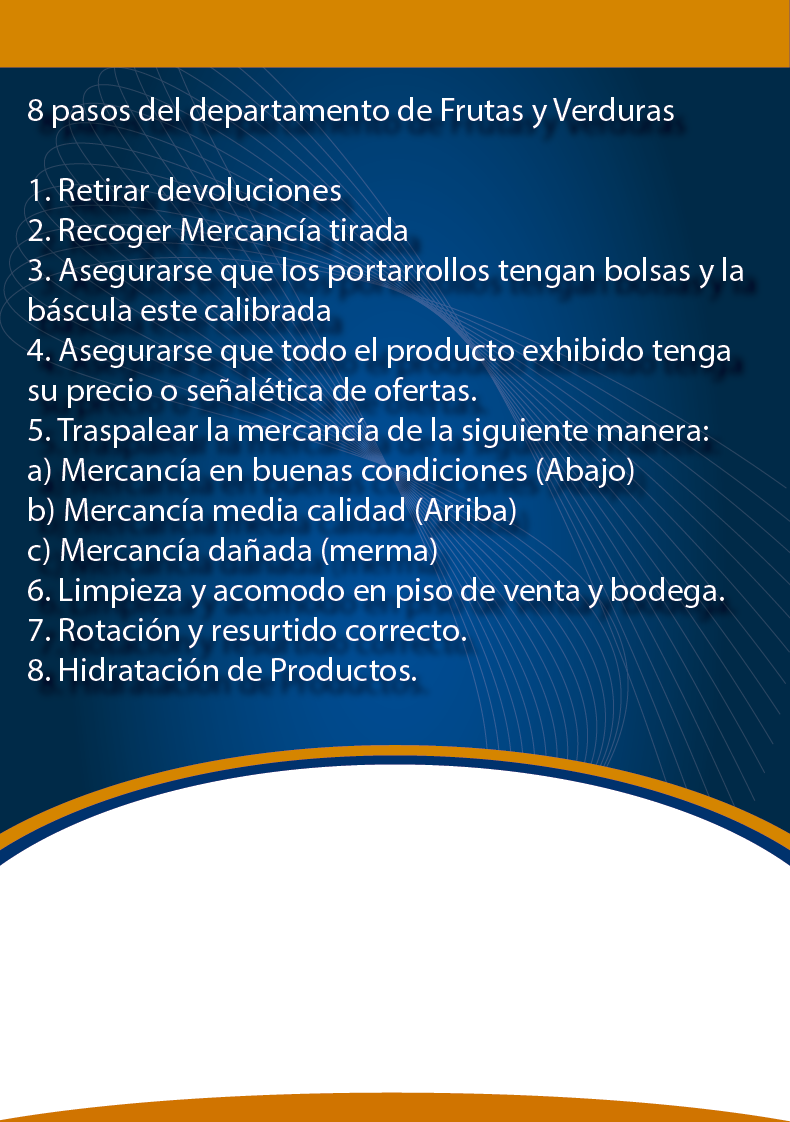 8 pasos del departamento de Frutas y Verduras
1. Retirar devoluciones
2. Recoger Mercancía tirada
3. Asegurarse que los portarrollos tengan bolsas y la
báscula este calibrada
4. Asegurarse que todo el producto exhibido tenga
su precio o señalética de ofertas.
5. Traspalear la mercancía de la siguiente manera:
a) Mercancía en buenas condiciones (Abajo)
b) Mercancía media calidad (Arriba)
c) Mercancía dañada (merma)
6. Limpieza y acomodo en piso de venta y bodega.
7. Rotación y resurtido correcto.
8. Hidratación de Productos.